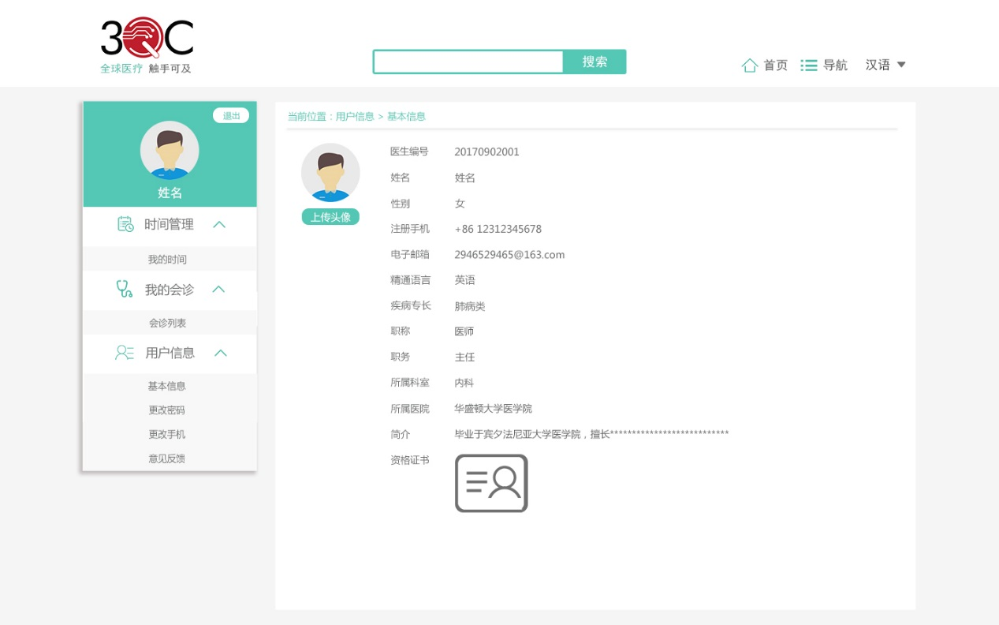 3QC
全球医疗 触手可及
搜索
首页
导航
汉语
退出
姓名
时间管理
我的时间
我的会诊
会诊列表
用户信息
基本信息
更改密码
更改手机
意见反馈
当前位置：用户信息 > 基本信息
上传头像
医生编号 20170902001
姓名 姓名
性别 女
注册手机 +86 12312345678
电子邮箱 2946529465@163.com
精通语言 英语
疾病专长 肺病类
职称 医师
职务 主任
所属科室 内科
所属医院 华盛顿大学医学院
简介 毕业于宾夕法尼亚大学医学院，擅长***************************
资格证书